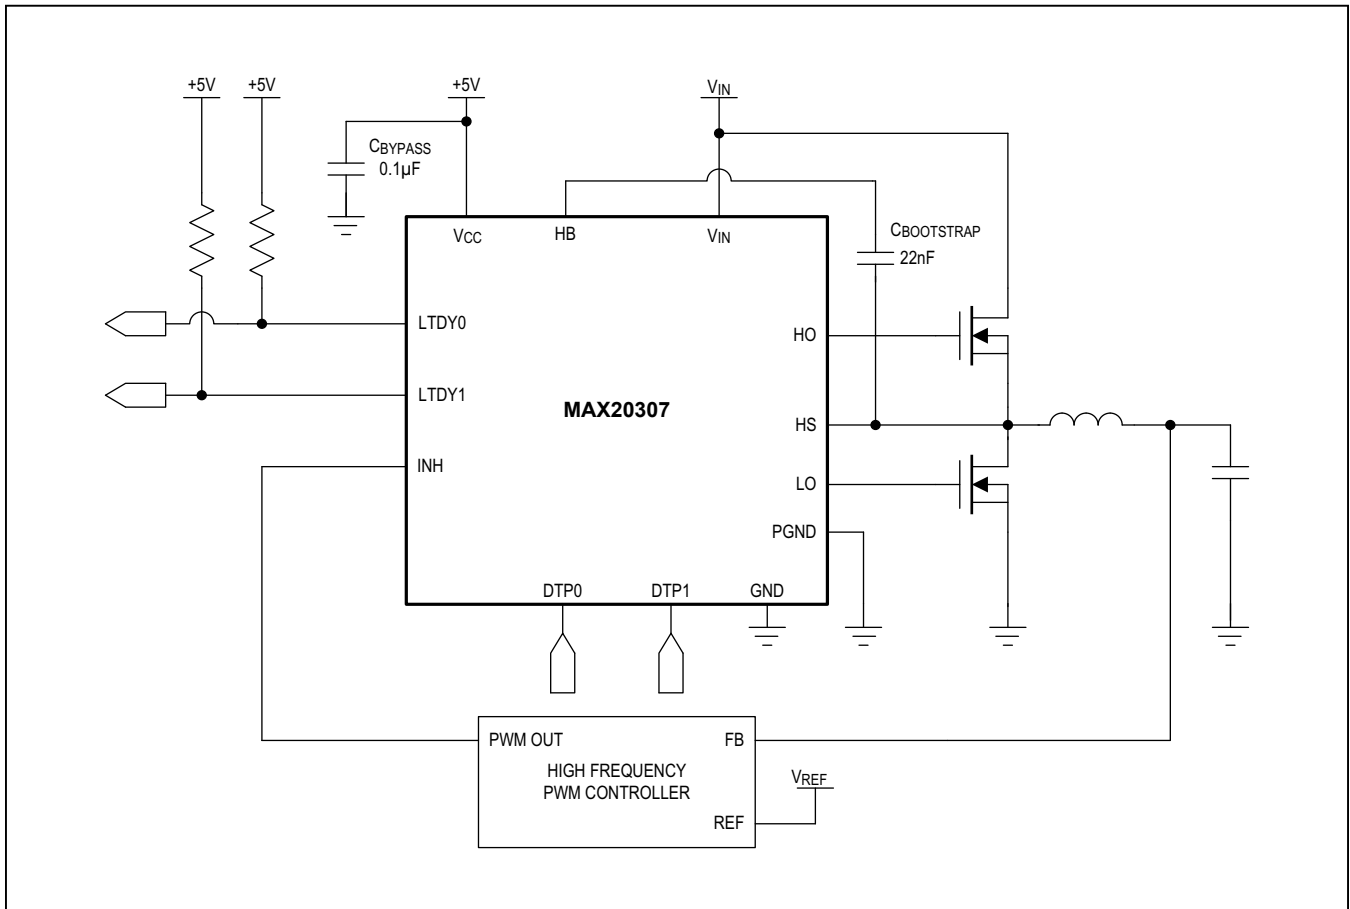 +5V
+5V
+5V
VIN
CBYPASS
0.1µF
VCC
HB
VIN
CBOOTSTRAP
22nF
LTDY0
HO
LTDY1
MAX20307
HS
INH
LO
PGND
DTP0
DTP1
GND
PWM OUT
FB
HIGH FREQUENCY
PWM CONTROLLER
VREF
REF